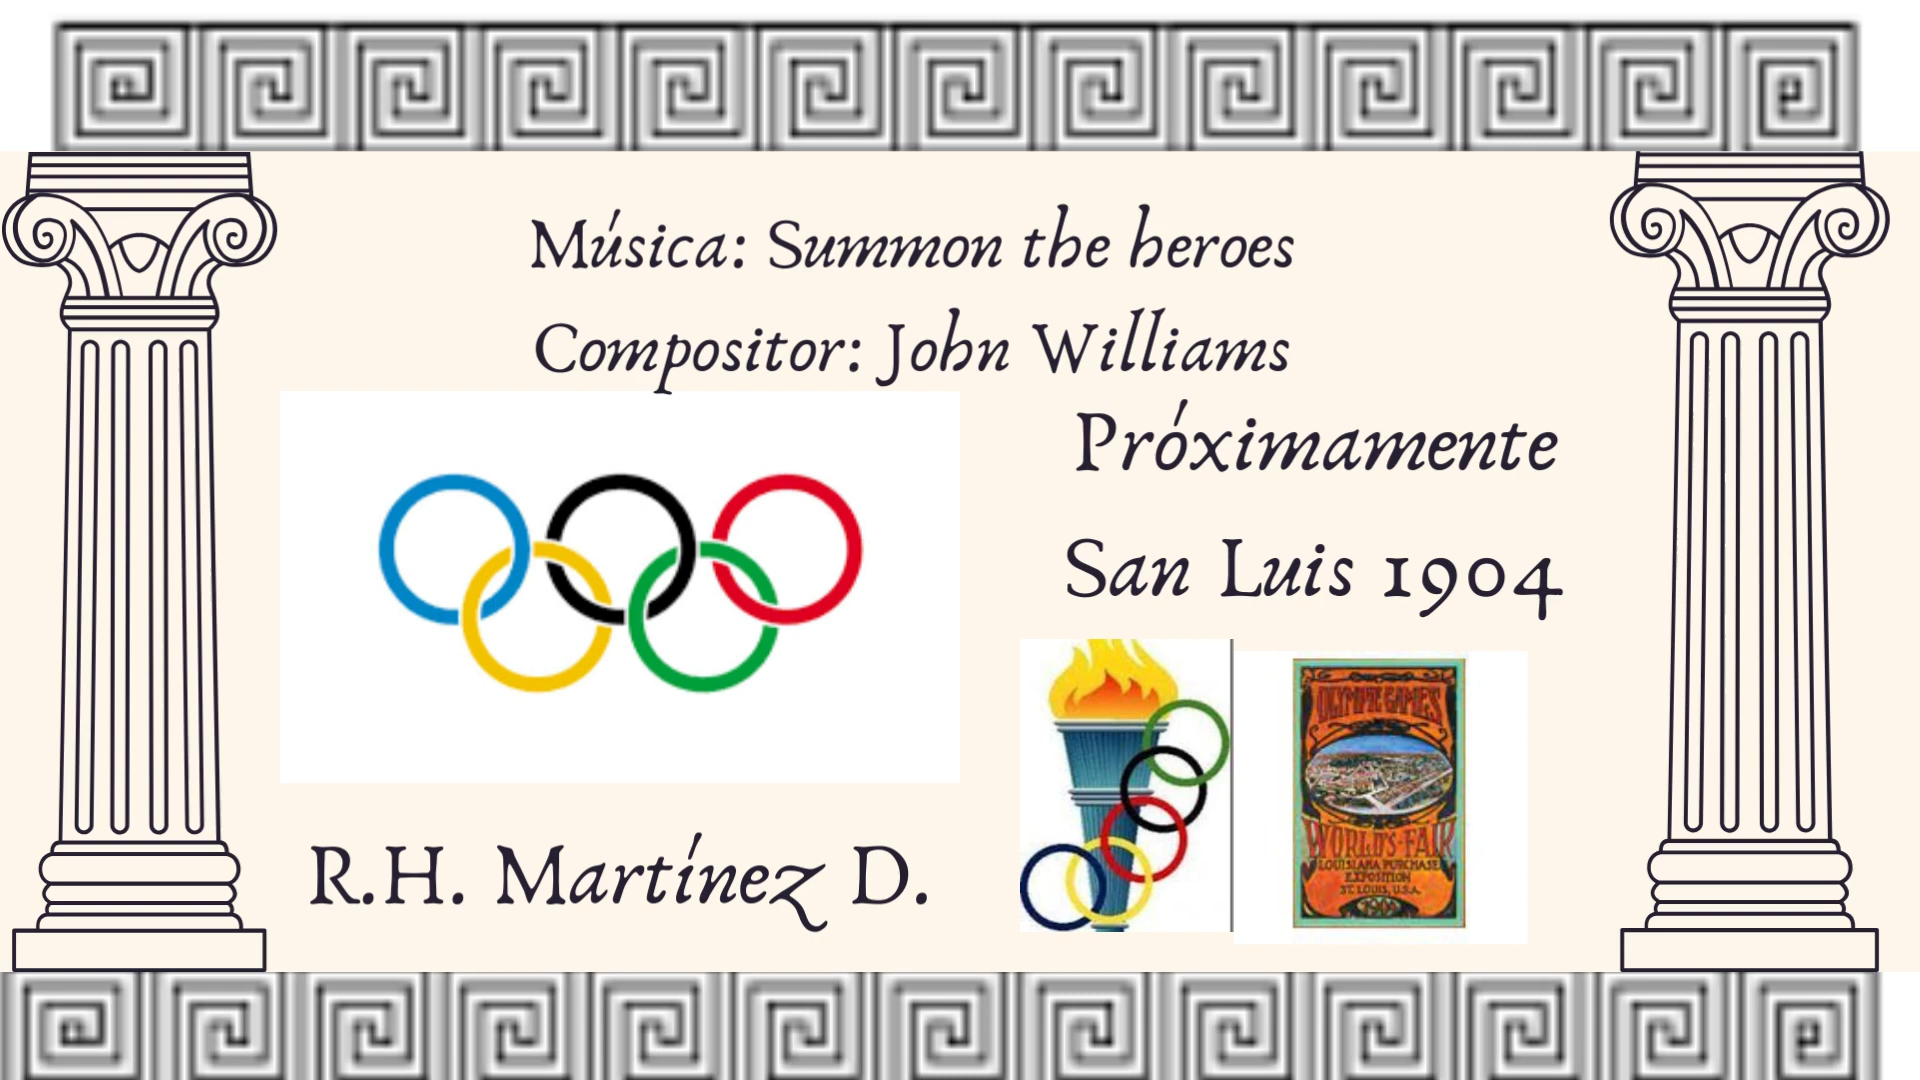 Música: Summon the heroes
Compositor: John Williams
Próximamente
San Luis 1904
OLYMPIC GAMES
WORLD'S-FAIR
LOUISIANA PURCHASE
EXPOSITION
ST. LOUIS, U.S.A.
1904
R.H. Martínez D.